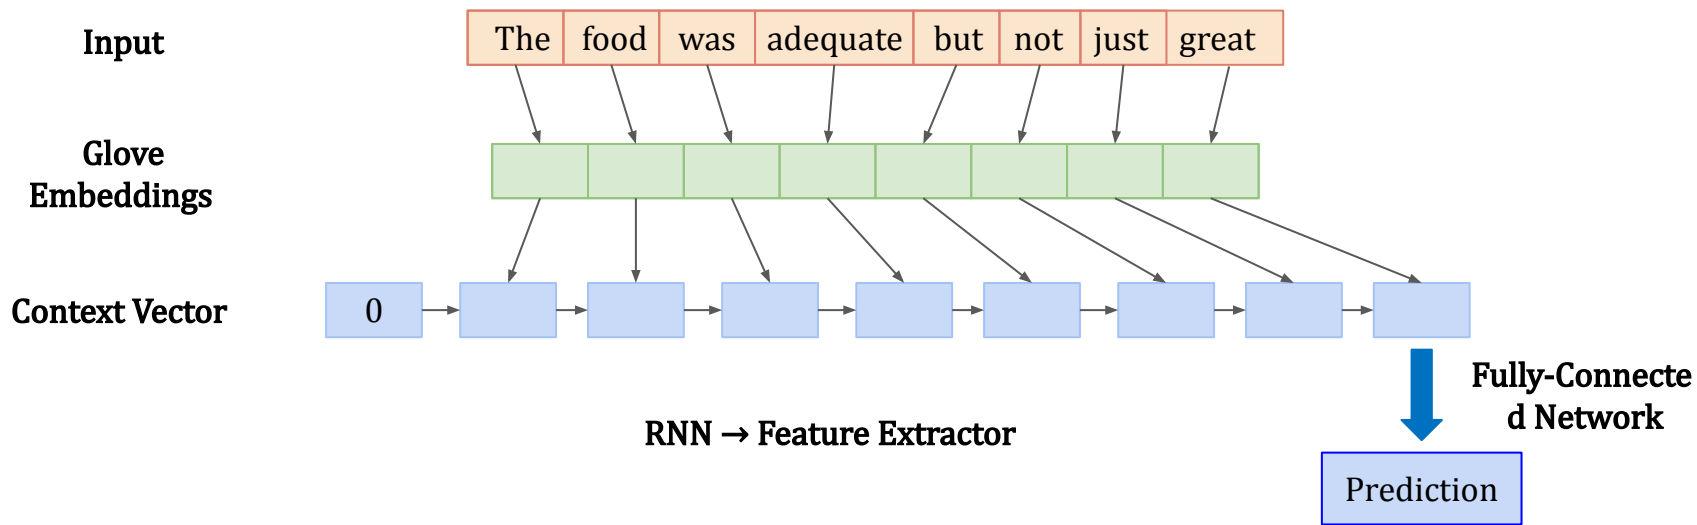 Input
The food was adequate but not just great
Glove
Embeddings
Context Vector
0
Fully-Connecte
d Network
RNN → Feature Extractor
Prediction